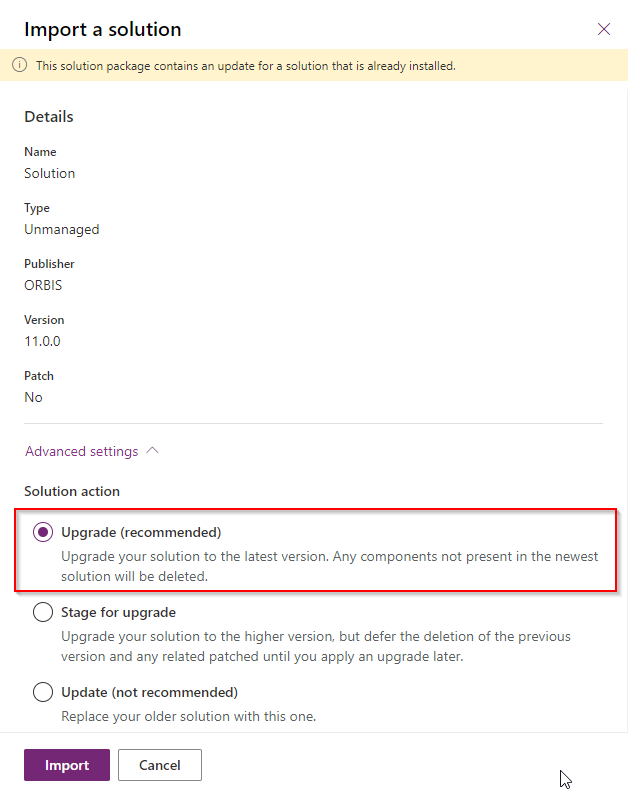 Import a solution
This solution package contains an update for a solution that is already installed.
Details
Name
Solution
Type
Unmanaged
Publisher
ORBIS
Version
11.0.0
Patch
No
Advanced settings
Solution action
Upgrade (recommended)
Upgrade your solution to the latest version. Any components not present in the newest
solution will be deleted.
Stage for upgrade
Upgrade your solution to the higher version, but defer the deletion of the previous
version and any related patched until you apply an upgrade later.
Update (not recommended)
Replace your older solution with this one.
Import
Cancel